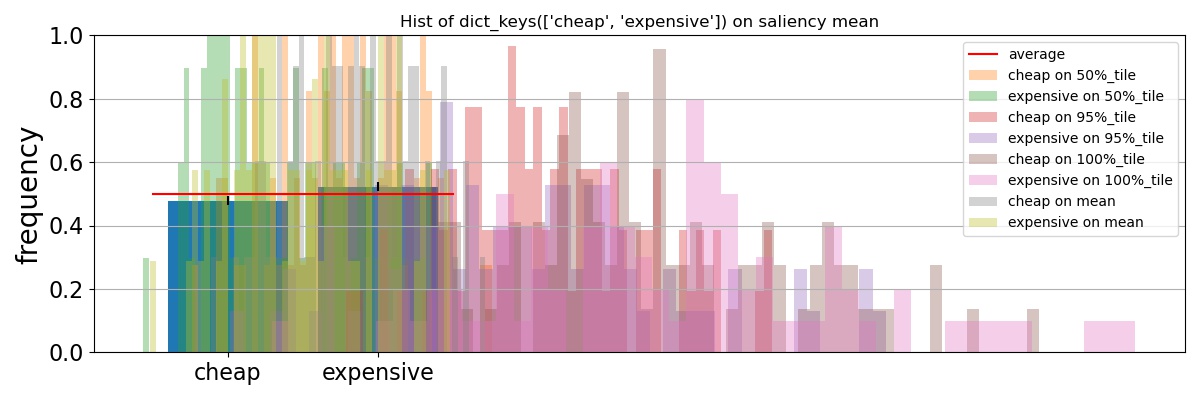 Hist of dict_keys(['cheap', 'expensive']) on saliency mean
1.0
0.8
0.6
0.4
0.2
0.0
frequency
cheap
expensive
average
cheap on 50%_tile
expensive on 50%_tile
cheap on 95%_tile
expensive on 95%_tile
cheap on 100%_tile
expensive on 100%_tile
cheap on mean
expensive on mean